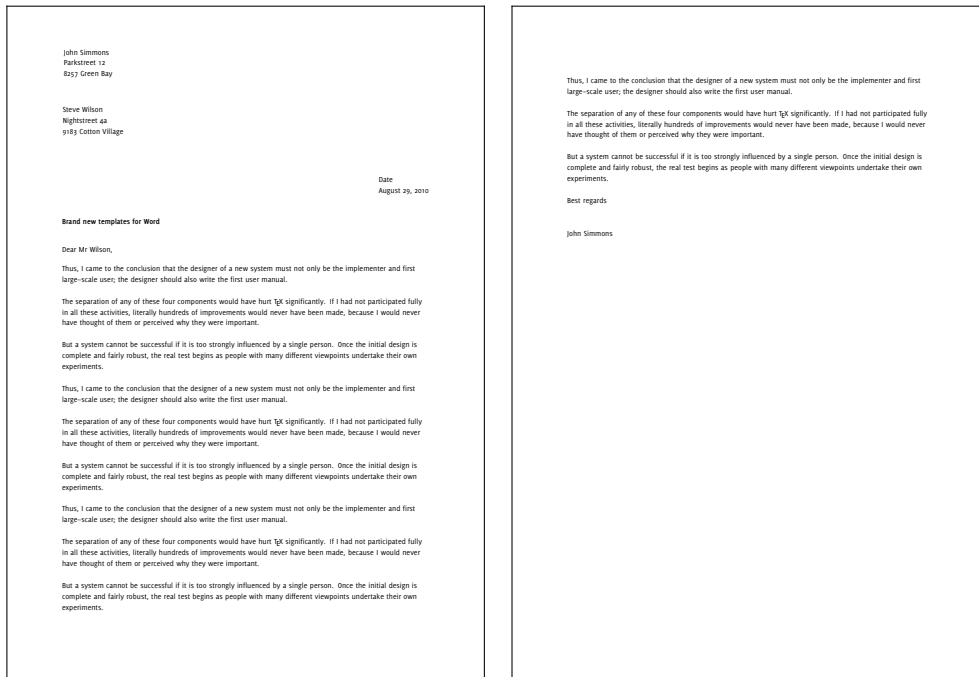 John Simmons
Parkstreet 12
8257 Green Bay
Steve Wilson
Nightstreet 4a
9183 Cotton Village
Date
August 29, 2010
Brand new templates for Word
Dear Mr Wilson,
Thus, I came to the conclusion that the designer of a new system must not only be the implementer and first
large-scale user; the designer should also write the first user manual.
The separation of any of these four components would have hurt TEX significantly. If I had not participated fully
in all these activities, literally hundreds of improvements would never have been made, because I would never
have thought of them or perceived why they were important.
But a system cannot be successful if it is too strongly influenced by a single person. Once the initial design is
complete and fairly robust, the real test begins as people with many different viewpoints undertake their own
experiments.
Thus, I came to the conclusion that the designer of a new system must not only be the implementer and first
large-scale user; the designer should also write the first user manual.
The separation of any of these four components would have hurt TEX significantly. If I had not participated fully
in all these activities, literally hundreds of improvements would never have been made, because I would never
have thought of them or perceived why they were important.
But a system cannot be successful if it is too strongly influenced by a single person. Once the initial design is
complete and fairly robust, the real test begins as people with many different viewpoints undertake their own
experiments.
Thus, I came to the conclusion that the designer of a new system must not only be the implementer and first
large-scale user; the designer should also write the first user manual.
The separation of any of these four components would have hurt TEX significantly. If I had not participated fully
in all these activities, literally hundreds of improvements would never have been made, because I would never
have thought of them or perceived why they were important.
But a system cannot be successful if it is too strongly influenced by a single person. Once the initial design is
complete and fairly robust, the real test begins as people with many different viewpoints undertake their own
experiments.
Thus, I came to the conclusion that the designer of a new system must not only be the implementer and first
large-scale user; the designer should also write the first user manual.
The separation of any of these four components would have hurt TEX significantly. If I had not participated fully
in all these activities, literally hundreds of improvements would never have been made, because I would never
have thought of them or perceived why they were important.
But a system cannot be successful if it is too strongly influenced by a single person. Once the initial design is
complete and fairly robust, the real test begins as people with many different viewpoints undertake their own
experiments.
Best regards
John Simmons